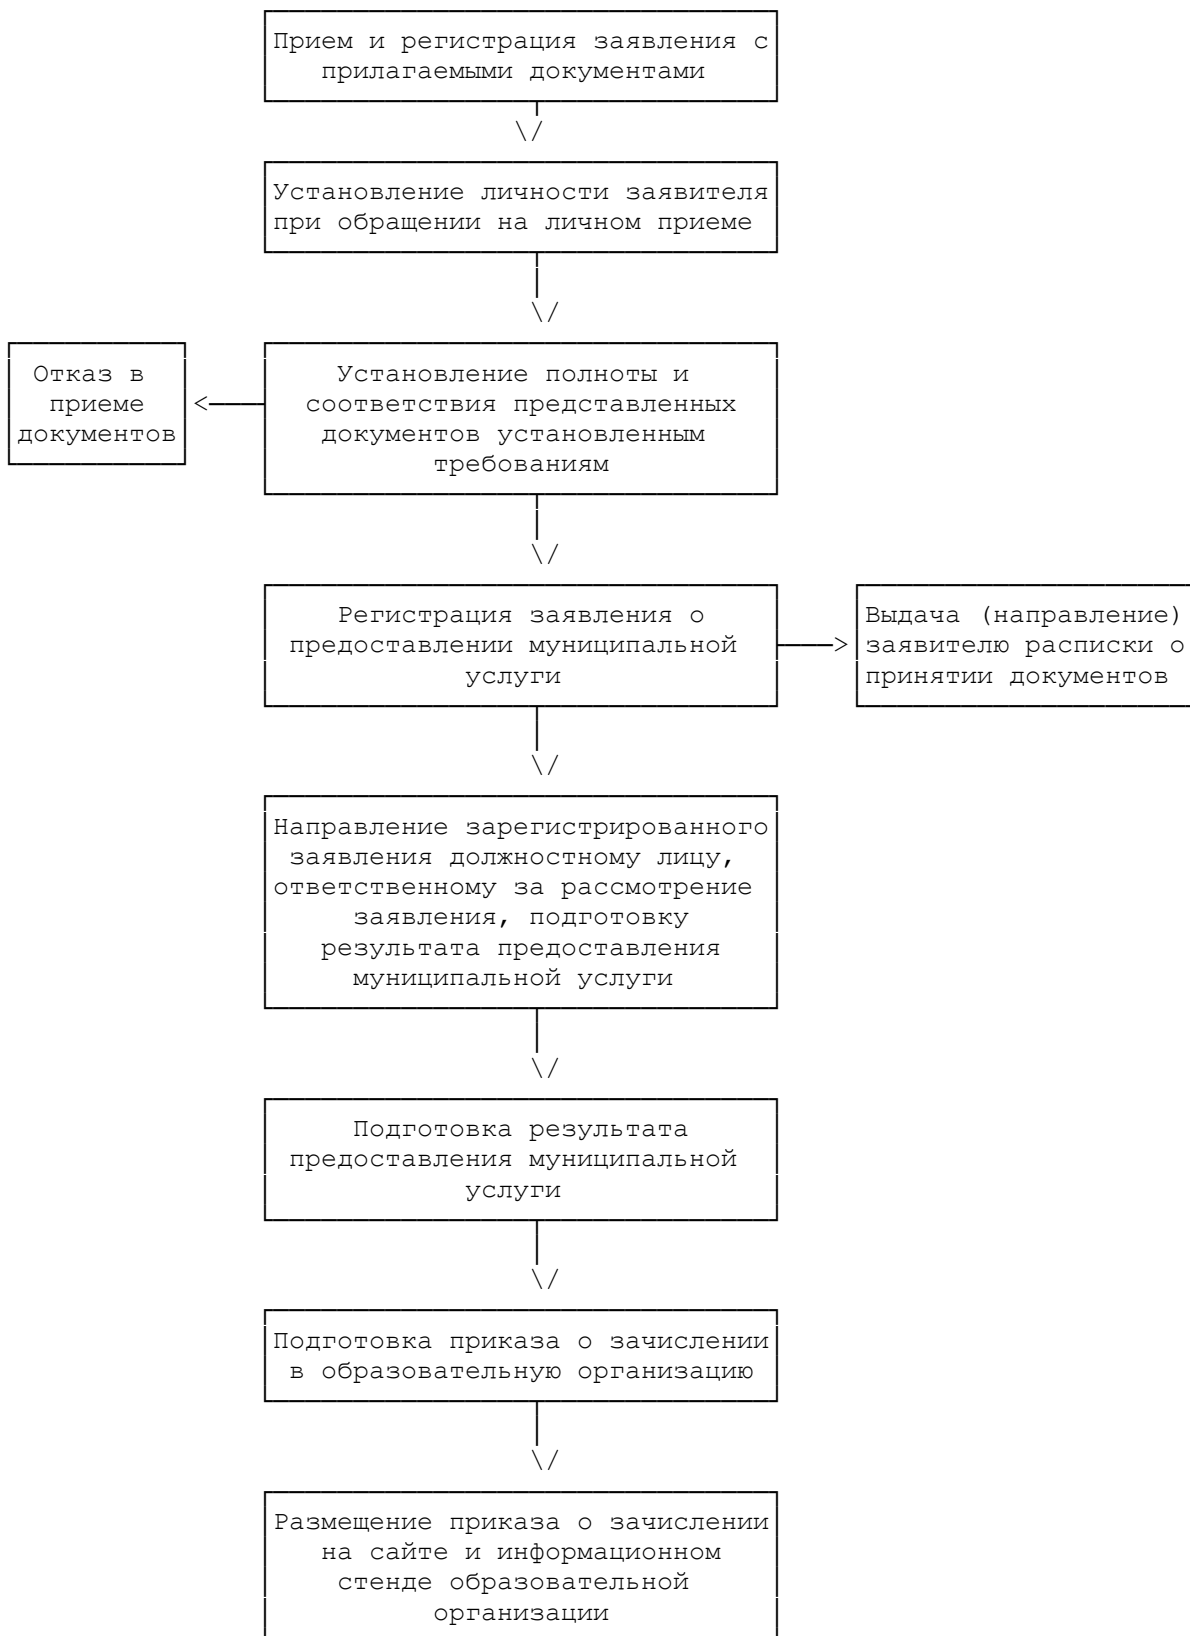 Прием и регистрация заявления с
прилагаемыми документами
Установление личности заявителя
при обращении на личном приеме
Отказ в
приеме
документов
Установление полноты и
соответствия представленных
документов установленным
требованиям
Регистрация заявления о
предоставлении муниципальной
услуги
Выдача (направление)
заявителю расписки о
принятии документов
Направление зарегистрированного
заявления должностному лицу,
ответственному за рассмотрение
заявления, подготовку
результата предоставления
муниципальной услуги
Подготовка результата
предоставления муниципальной
услуги
Подготовка приказа о зачислении
в образовательную организацию
Размещение приказа о зачислении
на сайте и информационном
стенде образовательной
организации